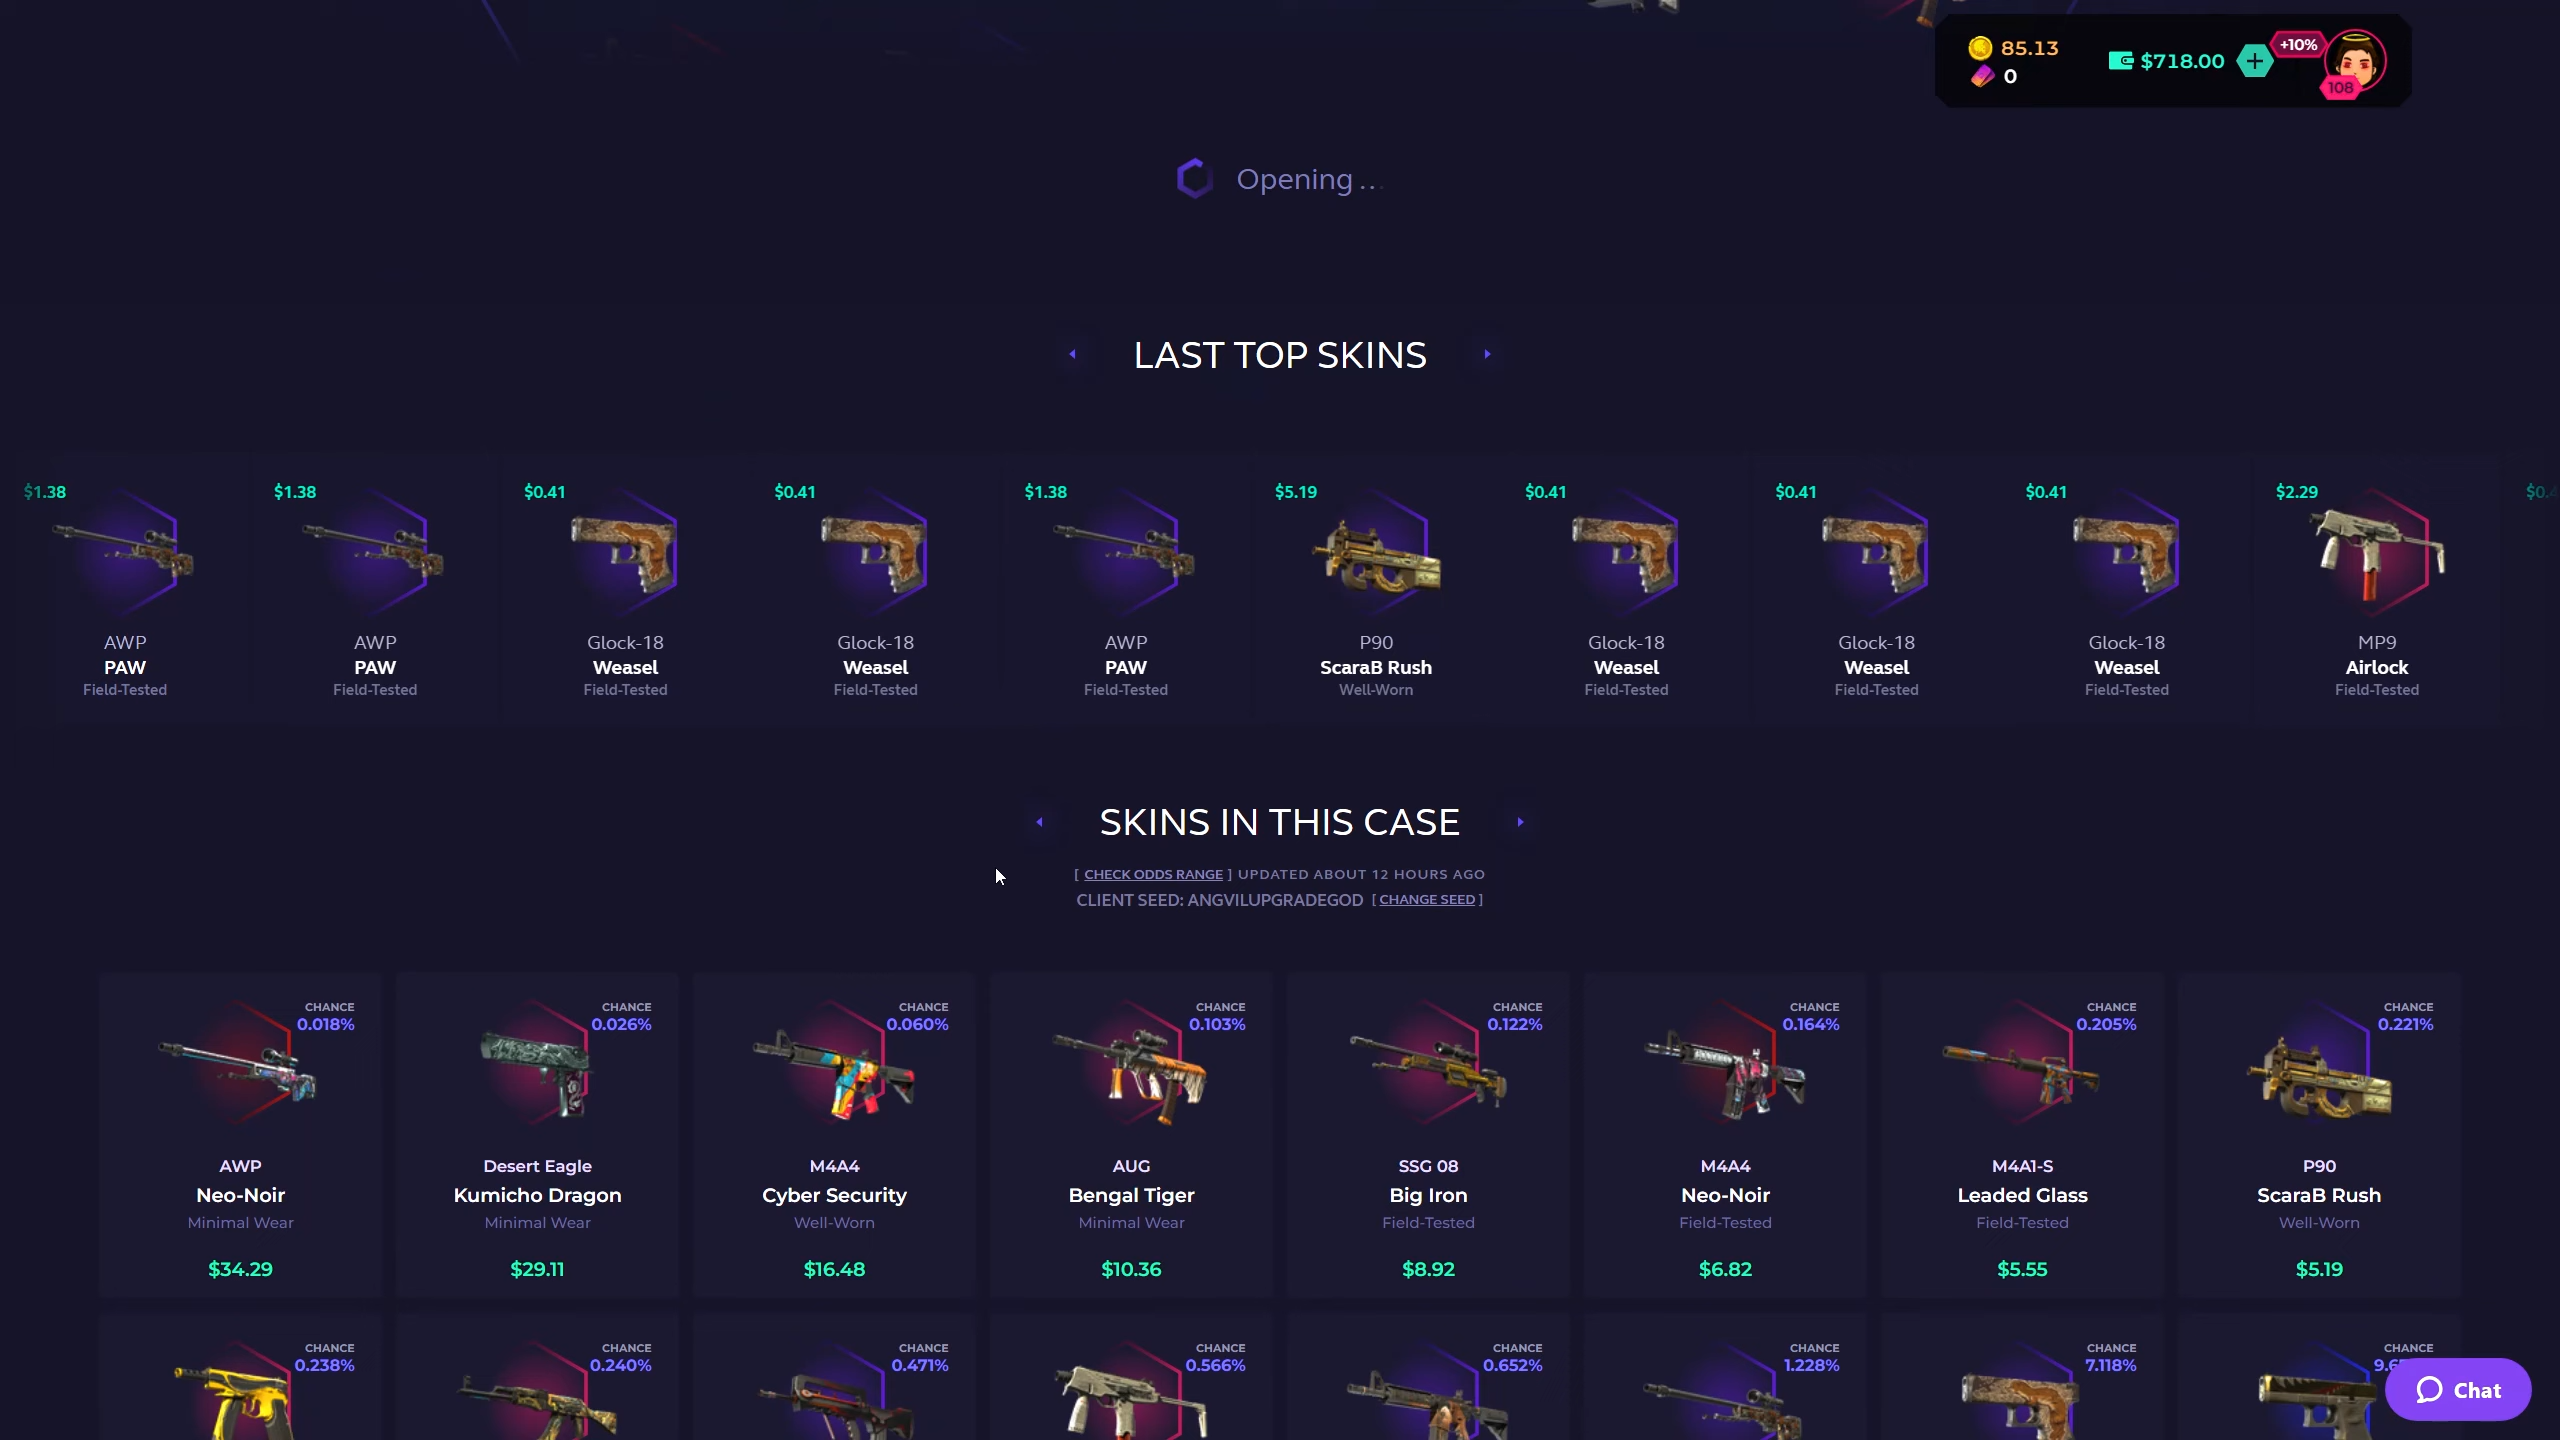 85.13
0
$718.00
+10%
108
Opening ...
LAST TOP SKINS
$1.38
AWP
PAW
Field-Tested
$1.38
AWP
PAW
Field-Tested
$0.41
Glock-18
Weasel
Field-Tested
$0.41
Glock-18
Weasel
Field-Tested
$1.38
AWP
PAW
Field-Tested
$5.19
P90
ScaraB Rush
Well-Worn
$0.41
Glock-18
Weasel
Field-Tested
$0.41
Glock-18
Weasel
Field-Tested
$0.41
Glock-18
Weasel
Field-Tested
$2.29
MP9
Airlock
Field-Tested
SKINS IN THIS CASE
[ CHECK ODDS RANGE ] UPDATED ABOUT 12 HOURS AGO
CLIENT SEED: ANGVILUPGRADEGOD [ CHANGE SEED ]
CHANCE
0.018%
AWP
Neo-Noir
Minimal Wear
$34.29
CHANCE
0.026%
Desert Eagle
Kumicho Dragon
Minimal Wear
$29.11
CHANCE
0.060%
M4A4
Cyber Security
Well-Worn
$16.48
CHANCE
0.103%
AUG
Bengal Tiger
Minimal Wear
$10.36
CHANCE
0.122%
SSG 08
Big Iron
Field-Tested
$8.92
CHANCE
0.164%
M4A4
Neo-Noir
Field-Tested
$6.82
CHANCE
0.205%
M4A1-S
Leaded Glass
Field-Tested
$5.55
CHANCE
0.221%
P90
ScaraB Rush
Well-Worn
$5.19
CHANCE
0.238%
CHANCE
0.240%
CHANCE
0.471%
CHANCE
0.566%
CHANCE
0.652%
CHANCE
1.228%
CHANCE
7.118%
CHANCE
Chat